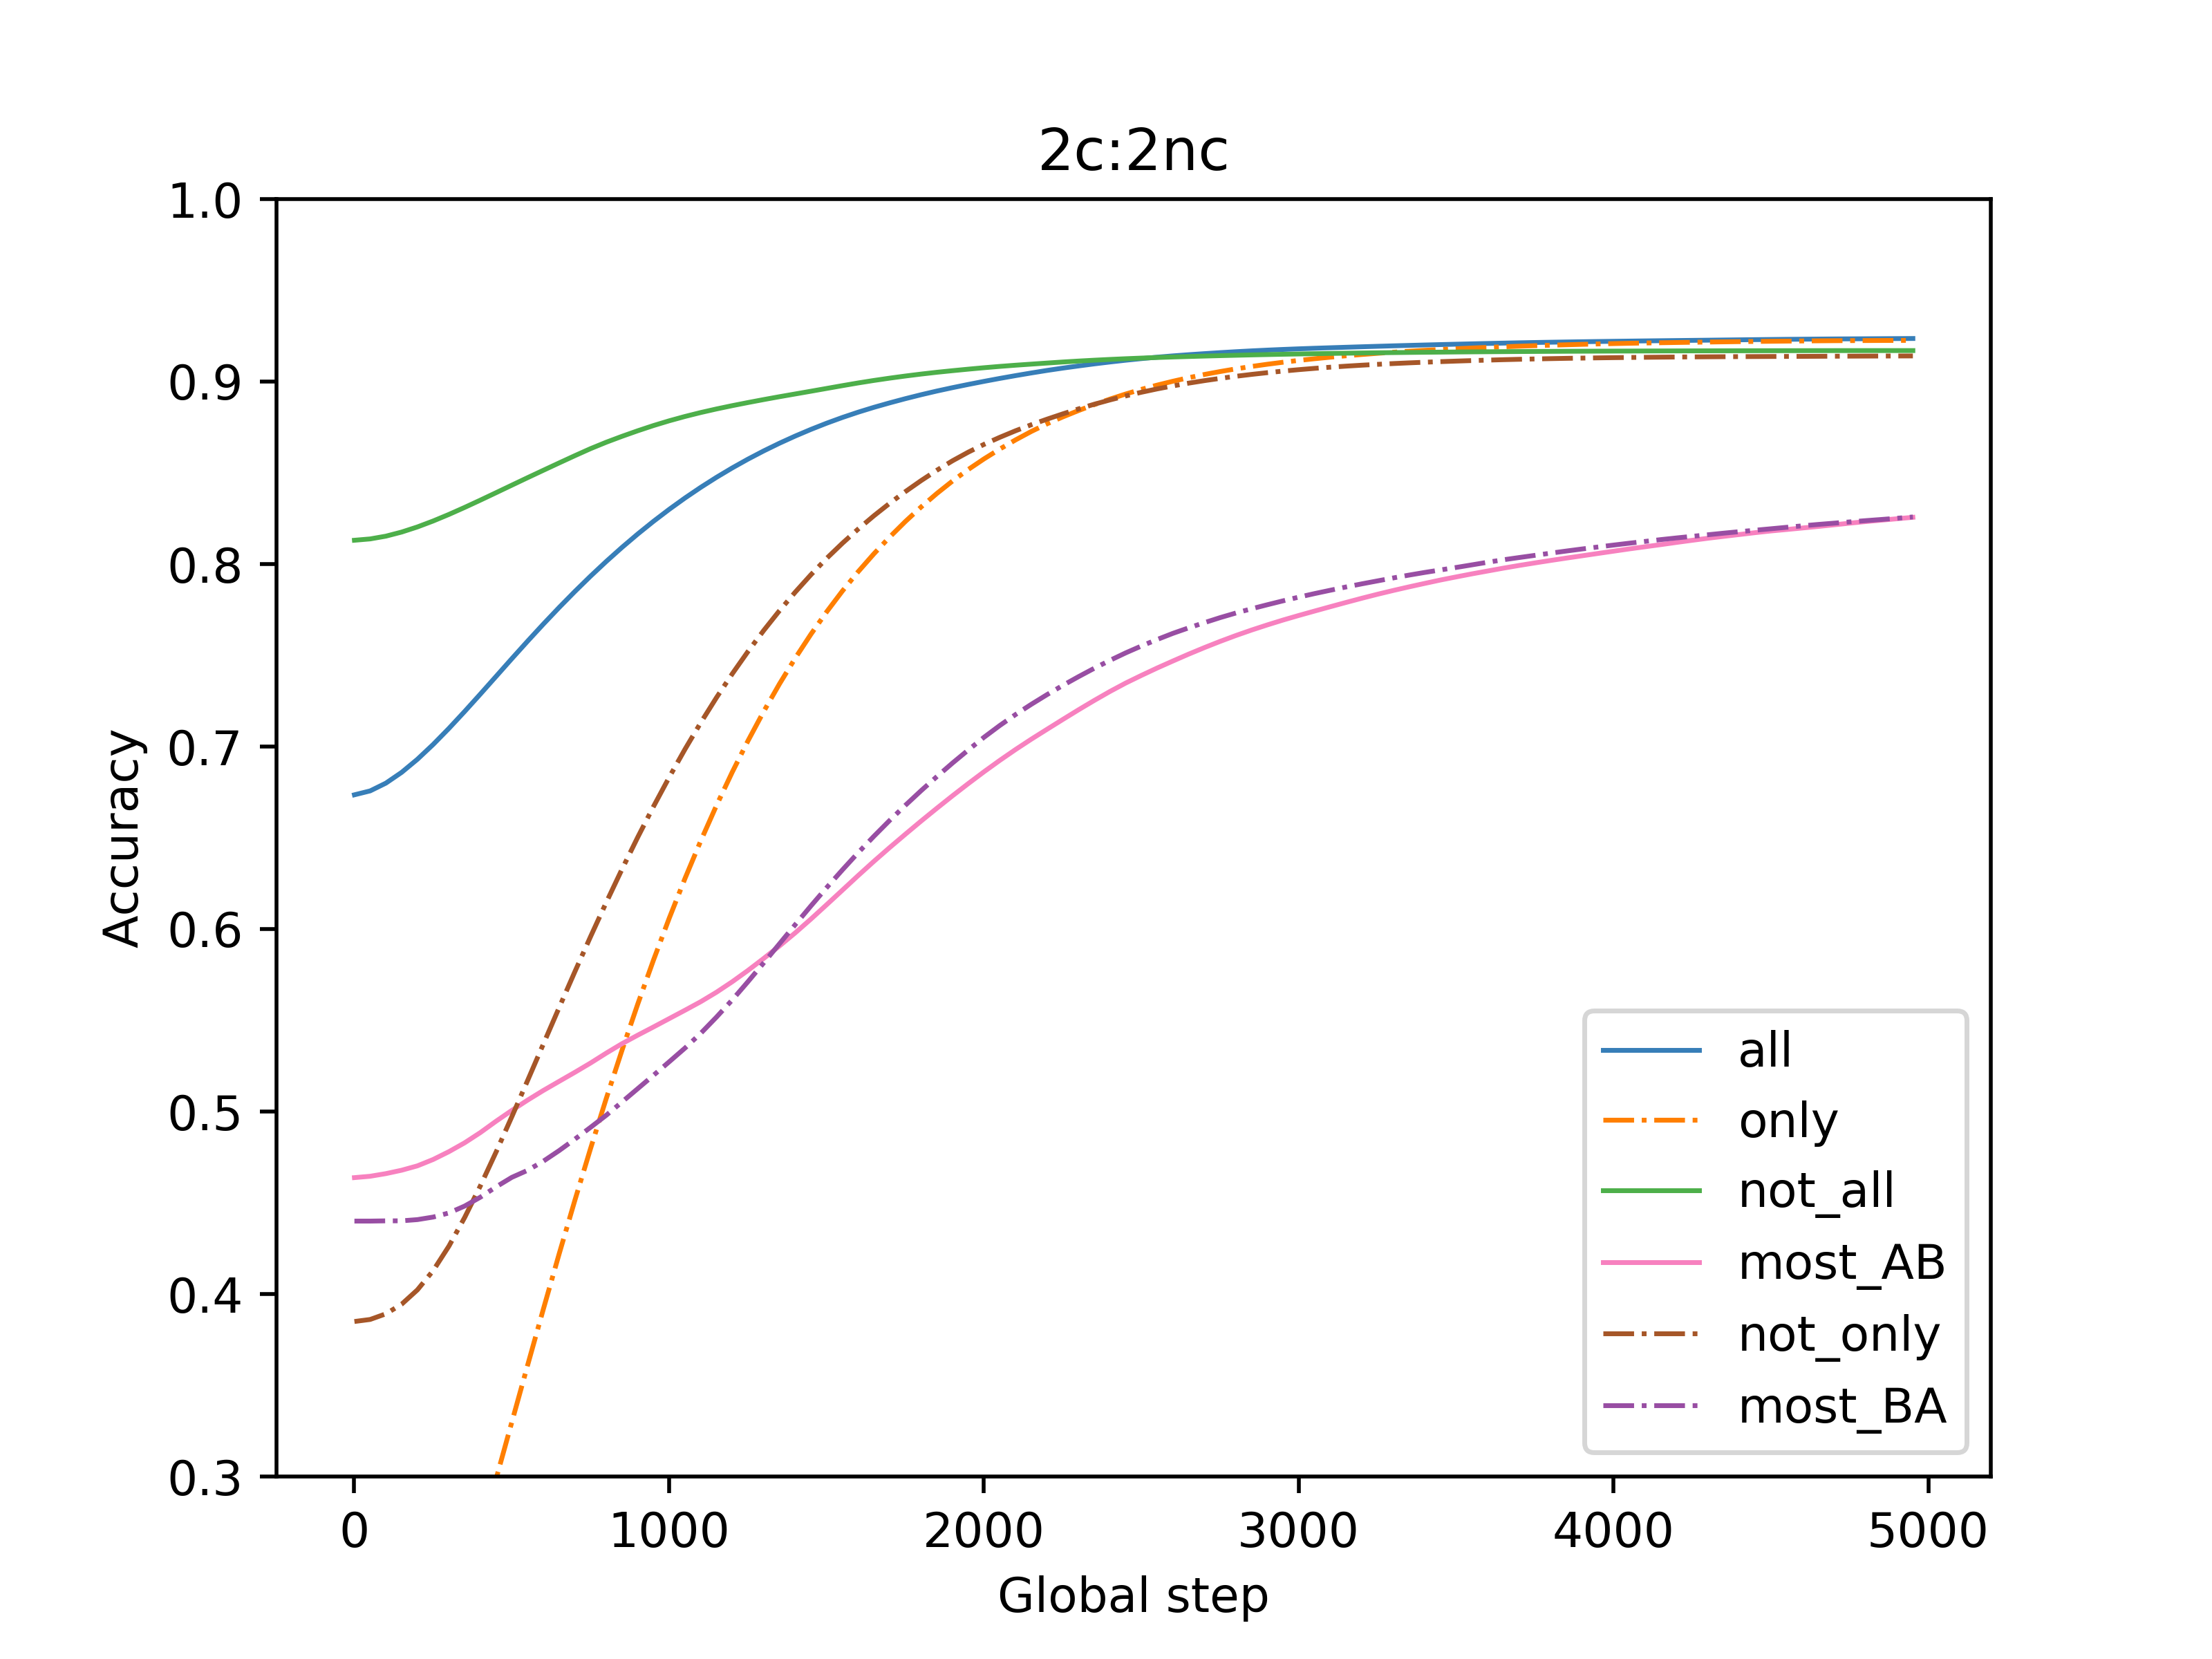 2c:2nc
1.0
0.9
0.8
0.7
0.6
0.5
0.4
0.3
Accuracy
0 1000 2000 3000 4000 5000
Global step
all
only
not_all
most_AB
not_only
most_BA